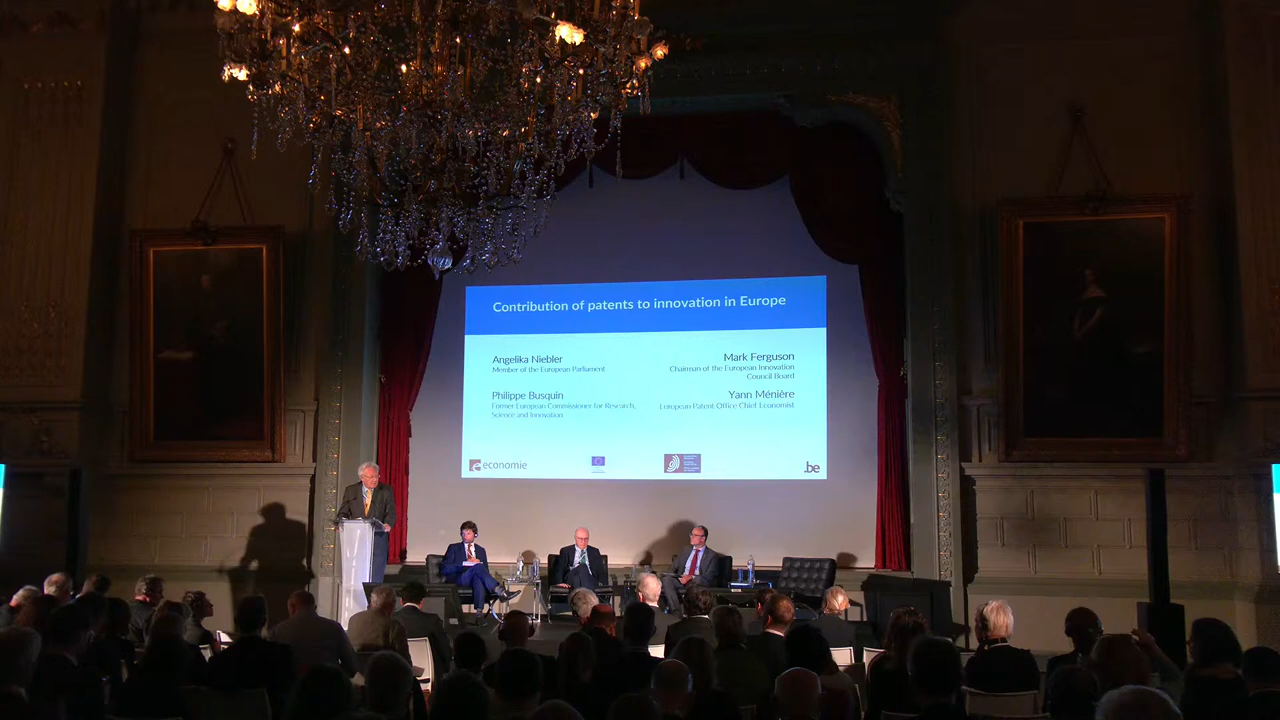 Contribution of patents to innovation in Europe
Angelika Niebler
Member of the European Parliament
Mark Ferguson
Chairman of the European Innovation
Council Board
Philippe Busquin
Former European Commissioner for Research,
Science and Innovation
Yann Ménière
European Patent Office Chief Economist
economie
.be